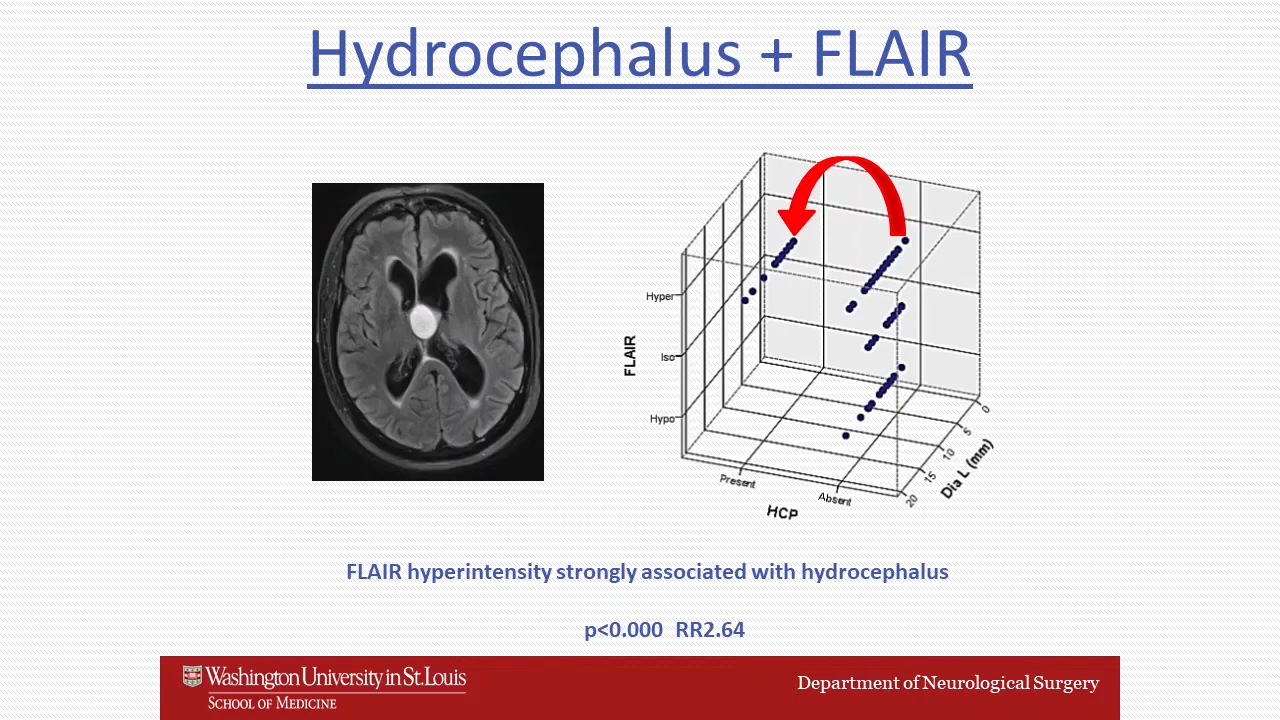 Hydrocephalus + FLAIR
FLAIR
Hyper
Iso
Hypo
Present
Absent
HCP
0
5
10
15
20
Dia L (mm)
FLAIR hyperintensity strongly associated with hydrocephalus
p<0.000 RR2.64
Washington University in St. Louis
SCHOOL OF MEDICINE
Department of Neurological Surgery